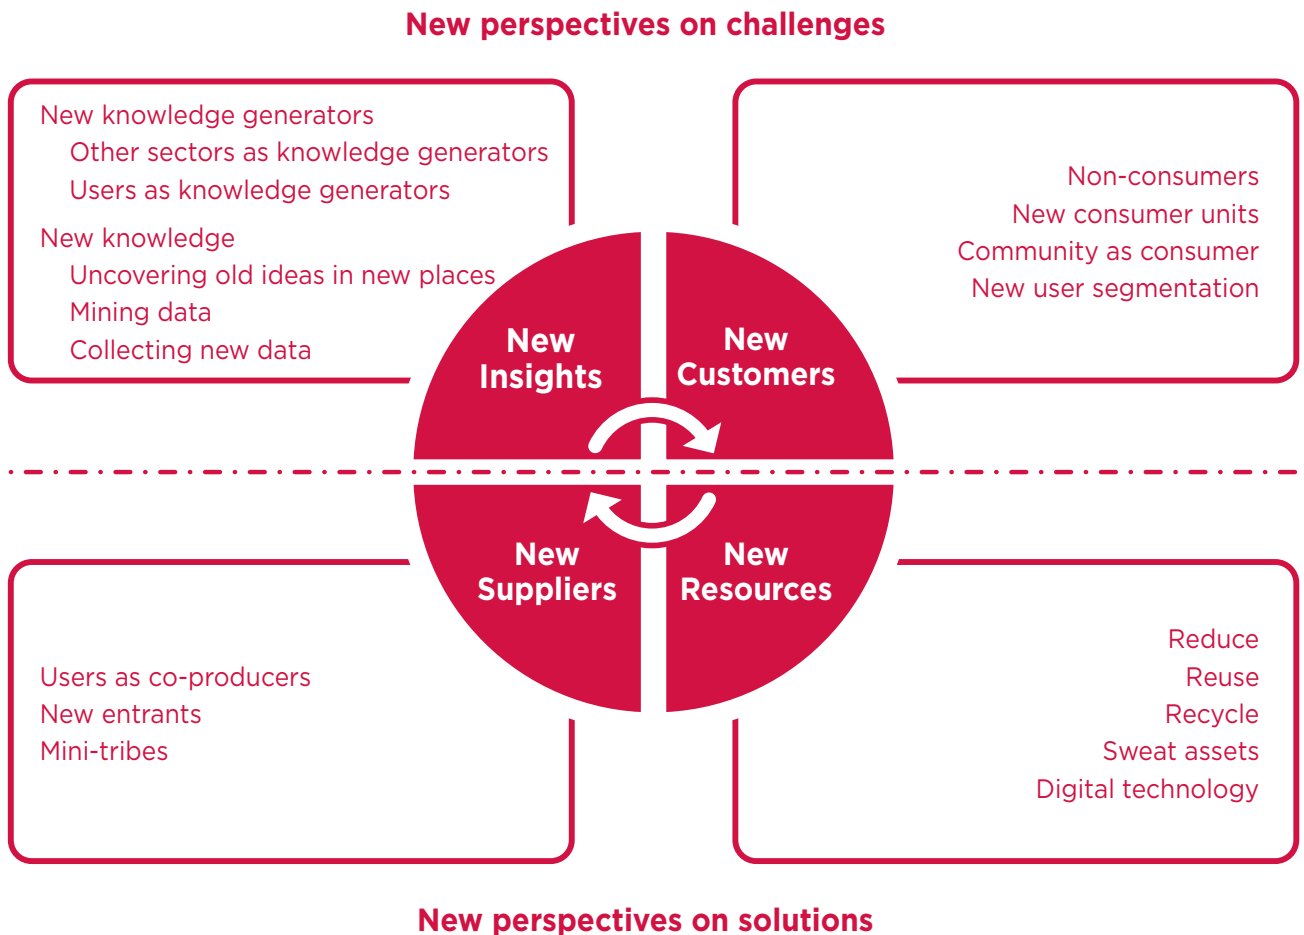 New perspectives on challenges
New knowledge generators
Other sectors as knowledge generators
Users as knowledge generators
New knowledge
Uncovering old ideas in new places
Mining data
Collecting new data
Non-consumers
New consumer units
Community as consumer
New user segmentation
New
Insights
New
Customers
New
Suppliers
New
Resources
Users as co-producers
New entrants
Mini-tribes
Reduce
Reuse
Recycle
Sweat assets
Digital technology
New perspectives on solutions